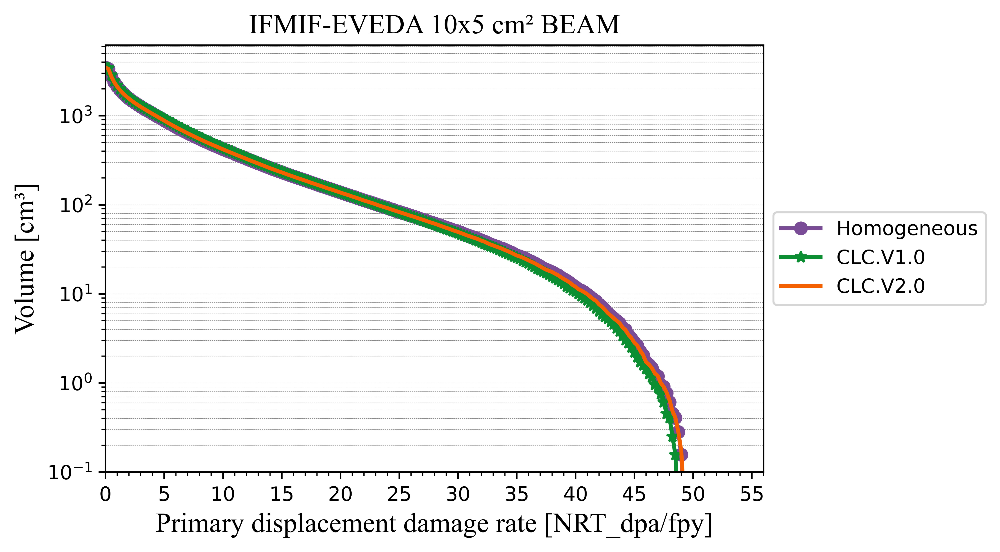 IFMIF-EVEDA 10x5 cm² BEAM
Volume [cm³]
10³
10²
10¹
10⁰
10⁻¹
0 5 10 15 20 25 30 35 40 45 50 55
Primary displacement damage rate [NRT_dpa/fpy]
Homogeneous
CLC.V1.0
CLC.V2.0